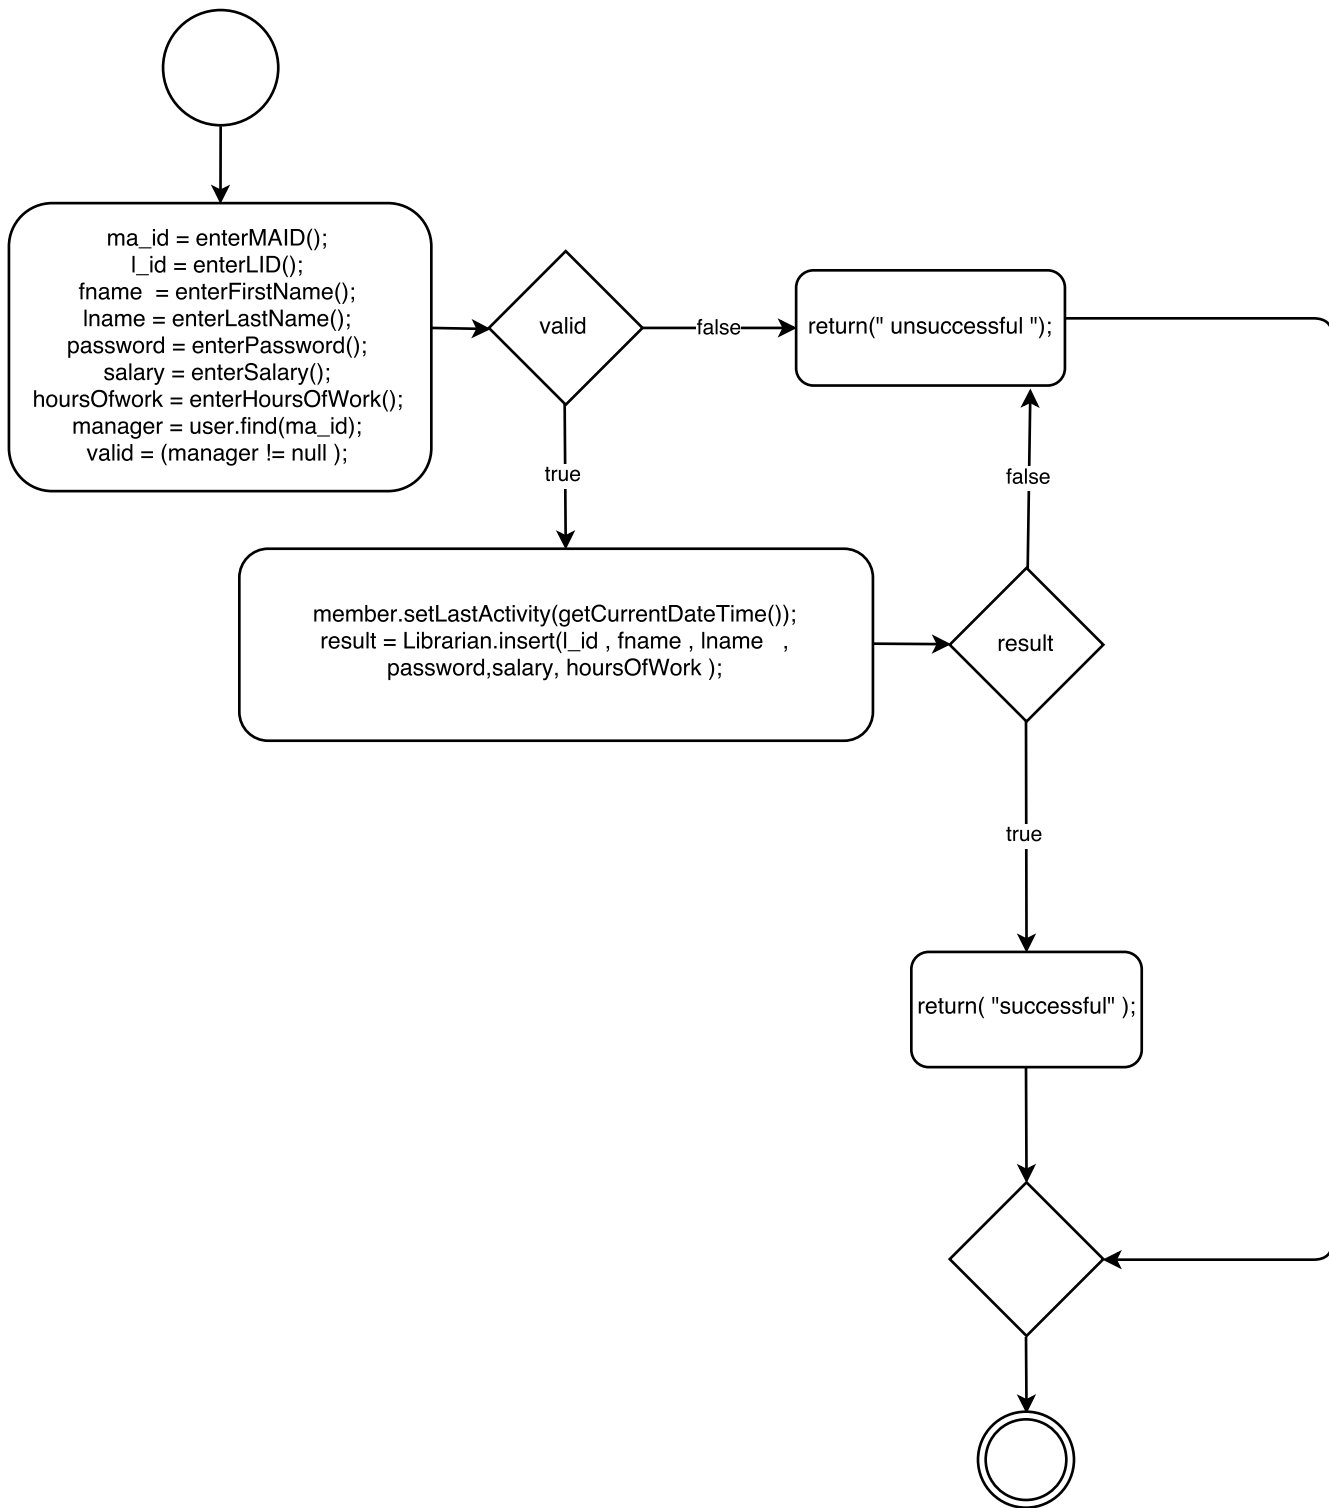 ma_id = enterMAID();
l_id = enterLID();
fname  = enterFirstName();
lname = enterLastName();
password = enterPassword();
salary = enterSalary();
hoursOfwork = enterHoursOfWork();
manager = user.find(ma_id);
valid = (manager != null );
valid
false
return(" unsuccessful ");
true
false
member.setLastActivity(getCurrentDateTime());
result = Librarian.insert(l_id , fname , lname   ,
password,salary, hoursOfWork );
result
true
return( "successful" );